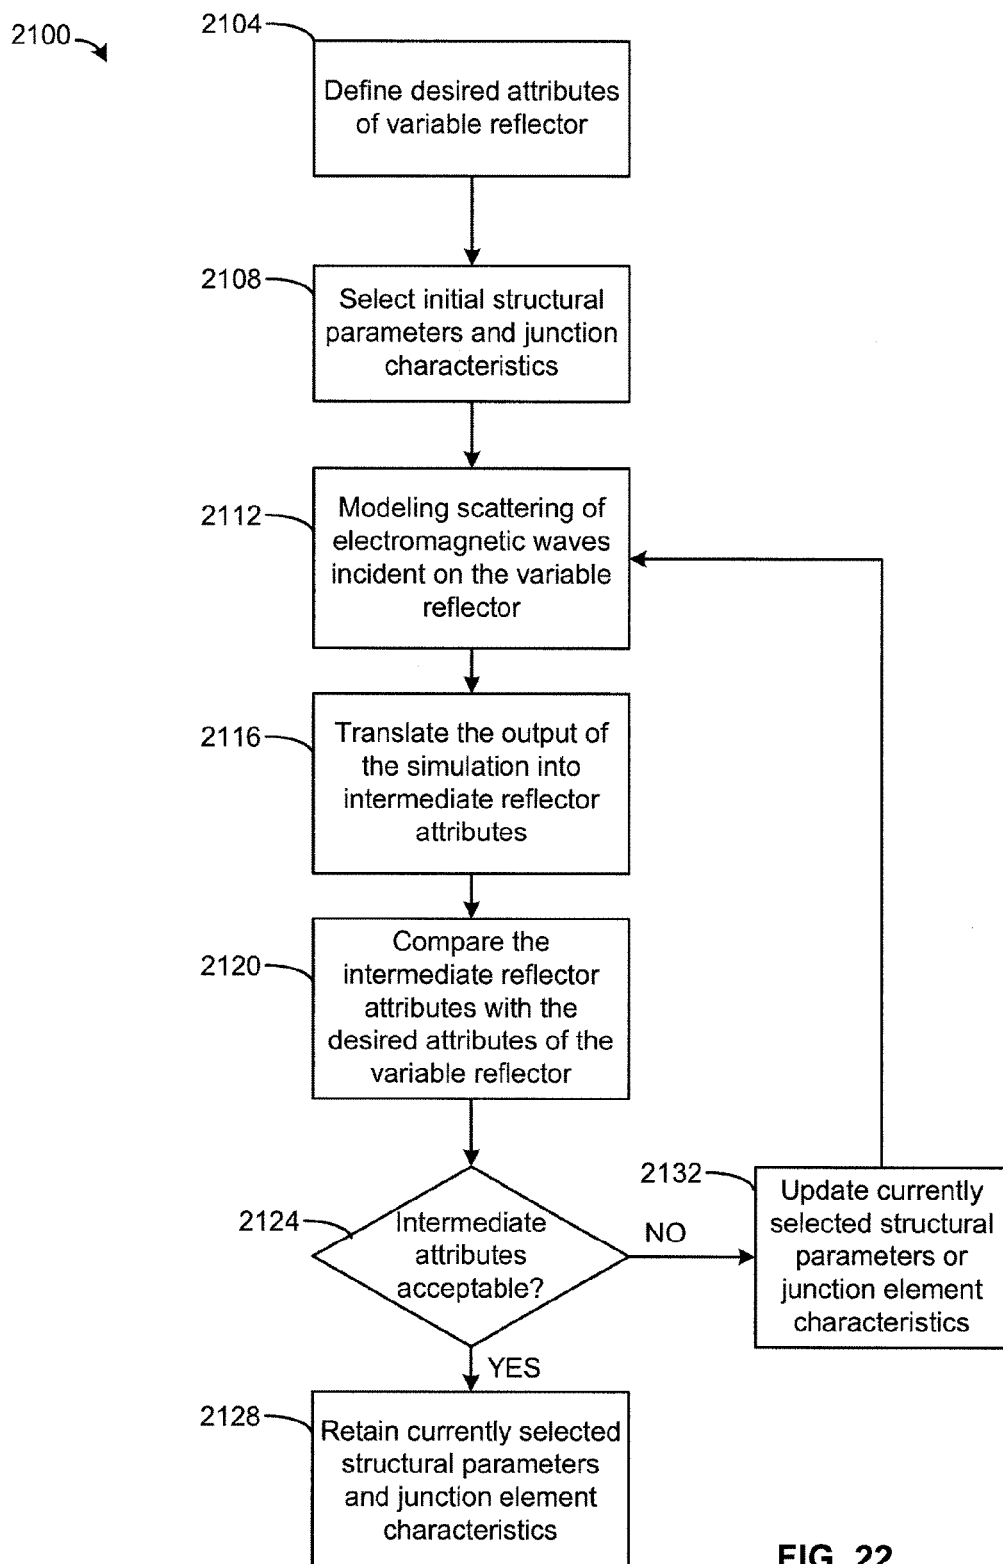 2100
2104
Define desired attributes
of variable reflector
2108
Select initial structural
parameters and junction
characteristics
2112
Modeling scattering of
electromagnetic waves
incident on the variable
reflector
2116
Translate the output of
the simulation into
intermediate reflector
attributes
2120
Compare the
intermediate reflector
attributes with the
desired attributes of the
variable reflector
2124
Intermediate
attributes
acceptable?
NO
2132
Update currently
selected structural
parameters or
junction element
characteristics
YES
2128
Retain currently selected
structural parameters
and junction element
characteristics
FIG. 22